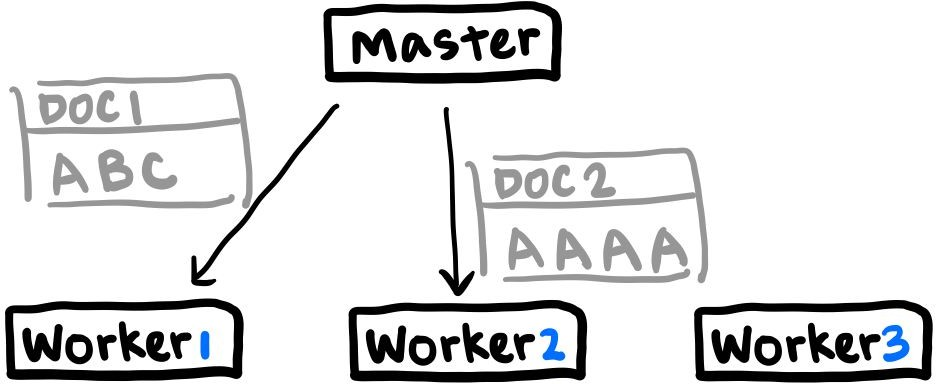 Master
DOC1
ABC
DOC2
AAAA
Worker1
Worker2
Worker3